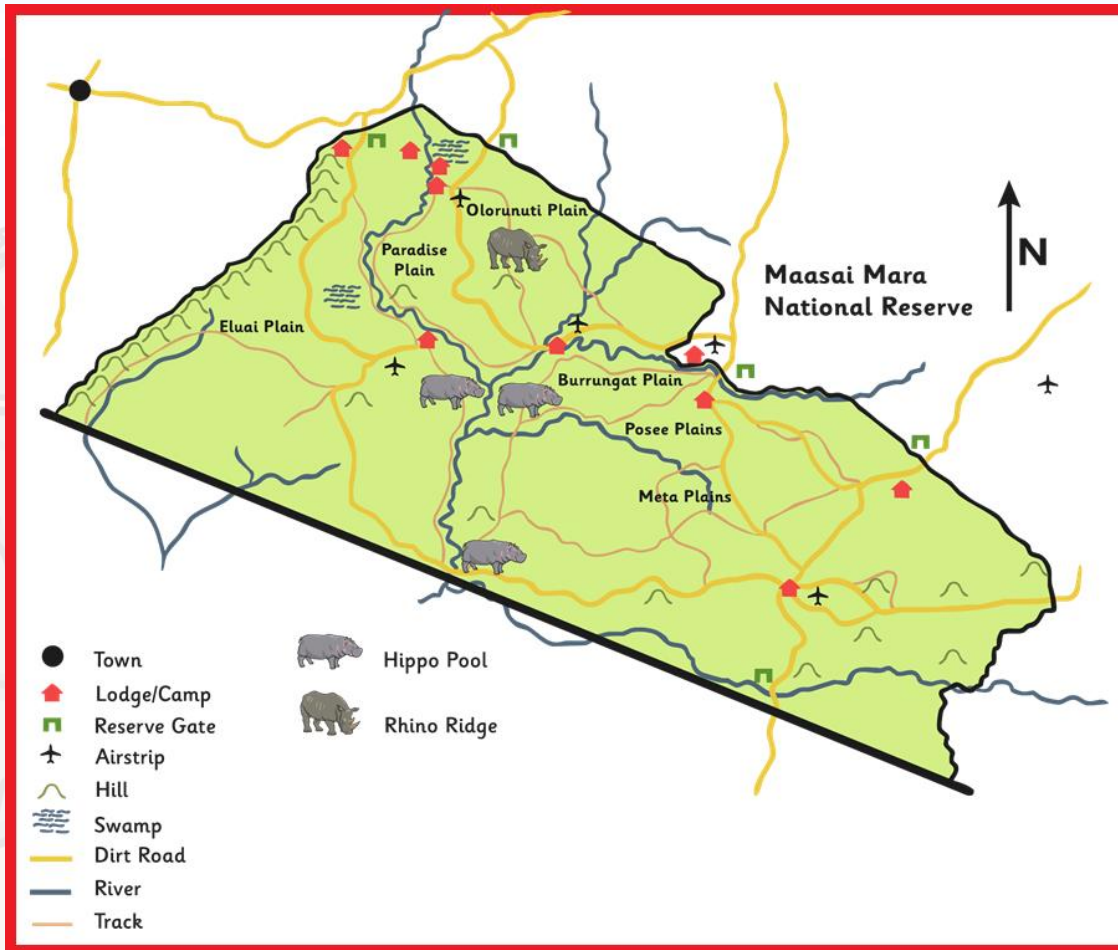 Olorunuti Plain
Paradise
Plain
Maasai Mara
National Reserve
N
Eluai Plain
Burrungat Plain
Posee Plains
Meta Plains
Town
Lodge/Camp
Reserve Gate
Airstrip
Hill
Swamp
Dirt Road
River
Track
Hippo Pool
Rhino Ridge